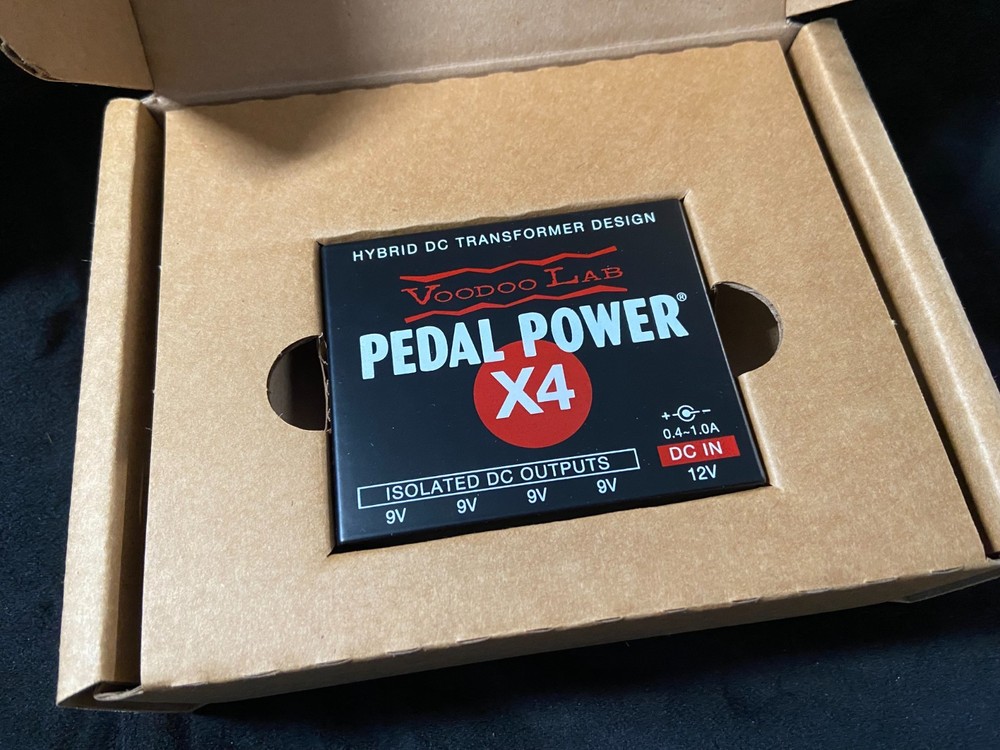 HYBRID DC TRANSFORMER DESIGN
VOODOO LAB
PEDAL POWER®
X4
+ -
0.4~1.0A
DC IN
12V
ISOLATED DC OUTPUTS
9V 9V 9V 9V